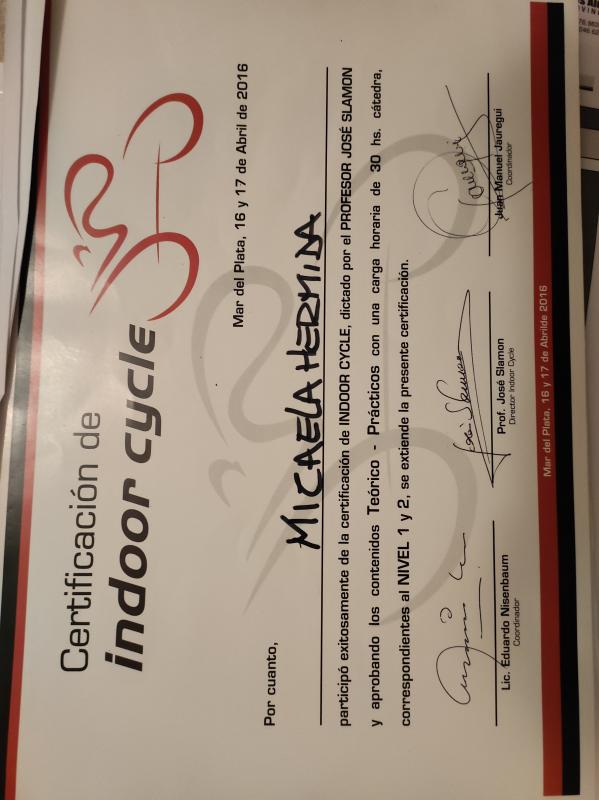 Certificación de
indoor cycle
Mar del Plata, 16 y 17 de Abril de 2016
Por cuanto,
MICAELA HERMIDA
participó exitosamente de la certificación de INDOOR CYCLE, dictado por el PROFESOR JOSÉ SLAMON
y aprobando los contenidos Teórico - Prácticos con una carga horaria de 30 hs. cátedra,
correspondientes al NIVEL 1 y 2, se extiende la presente certificación.
Lic. Eduardo Nisenbaum
Coordinador
Prof. José Slamon
Director Indoor Cycle
Juan Manuel Jauregui
Coordinador
Mar del Plata, 16 y 17 de Abrilde 2016